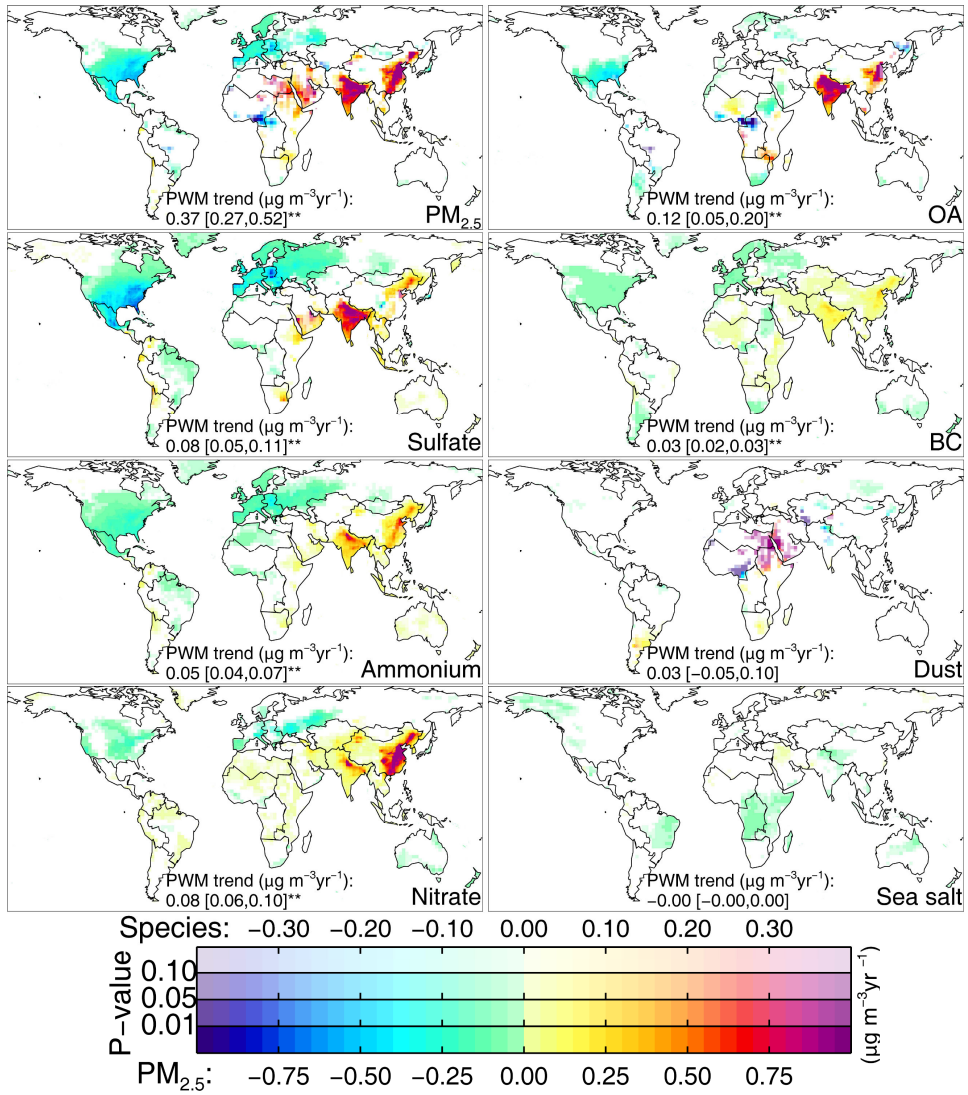 PWM trend (µg m⁻³yr⁻¹):
0.37 [0.27,0.52]**
PM₂.₅
PWM trend (µg m⁻³yr⁻¹):
0.12 [0.05,0.20]**
OA
PWM trend (µg m⁻³yr⁻¹):
0.08 [0.05,0.11]**
Sulfate
PWM trend (µg m⁻³yr⁻¹):
0.03 [0.02,0.03]**
BC
PWM trend (µg m⁻³yr⁻¹):
0.05 [0.04,0.07]**
Ammonium
PWM trend (µg m⁻³yr⁻¹):
0.03 [−0.05,0.10]
Dust
PWM trend (µg m⁻³yr⁻¹):
0.08 [0.06,0.10]**
Nitrate
PWM trend (µg m⁻³yr⁻¹):
−0.00 [−0.00,0.00]
Sea salt
Species: −0.30 −0.20 −0.10 0.00 0.10 0.20 0.30
P−value
0.10
0.05
0.01
(µg m⁻³yr⁻¹)
PM₂.₅: −0.75 −0.50 −0.25 0.00 0.25 0.50 0.75